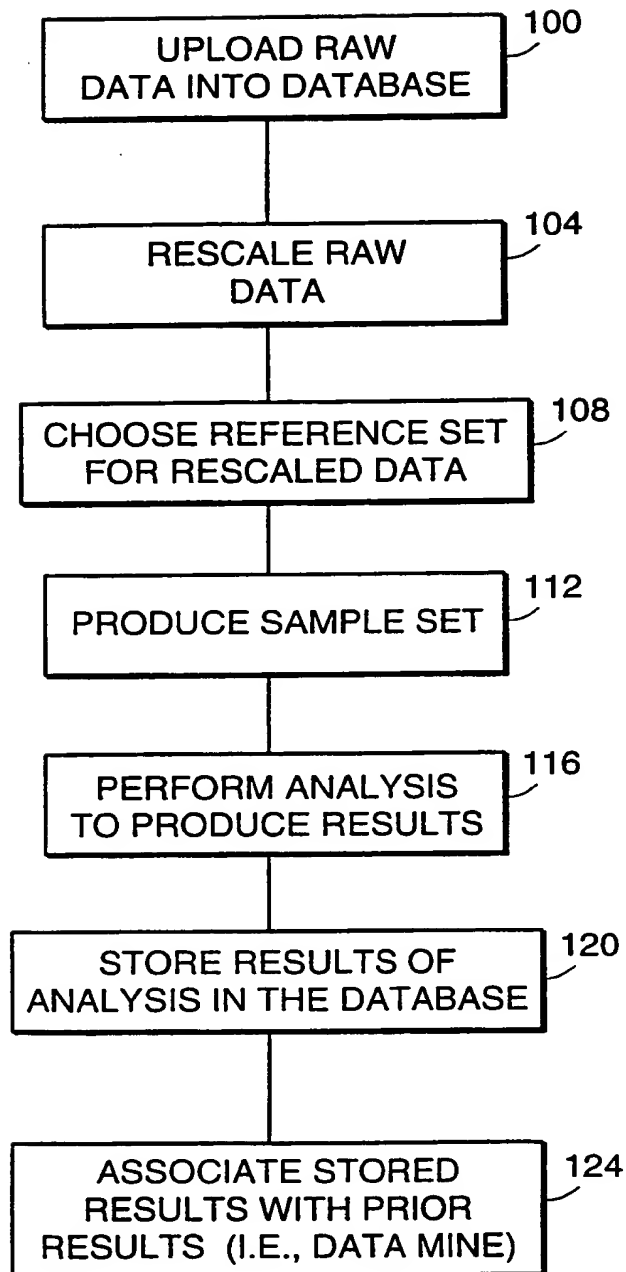 100
UPLOAD RAW
DATA INTO DATABASE
104
RESCALE RAW
DATA
108
CHOOSE REFERENCE SET
FOR RESCALED DATA
112
PRODUCE SAMPLE SET
116
PERFORM ANALYSIS
TO PRODUCE RESULTS
120
STORE RESULTS OF
ANALYSIS IN THE DATABASE
124
ASSOCIATE STORED
RESULTS WITH PRIOR
RESULTS (I.E., DATA MINE)